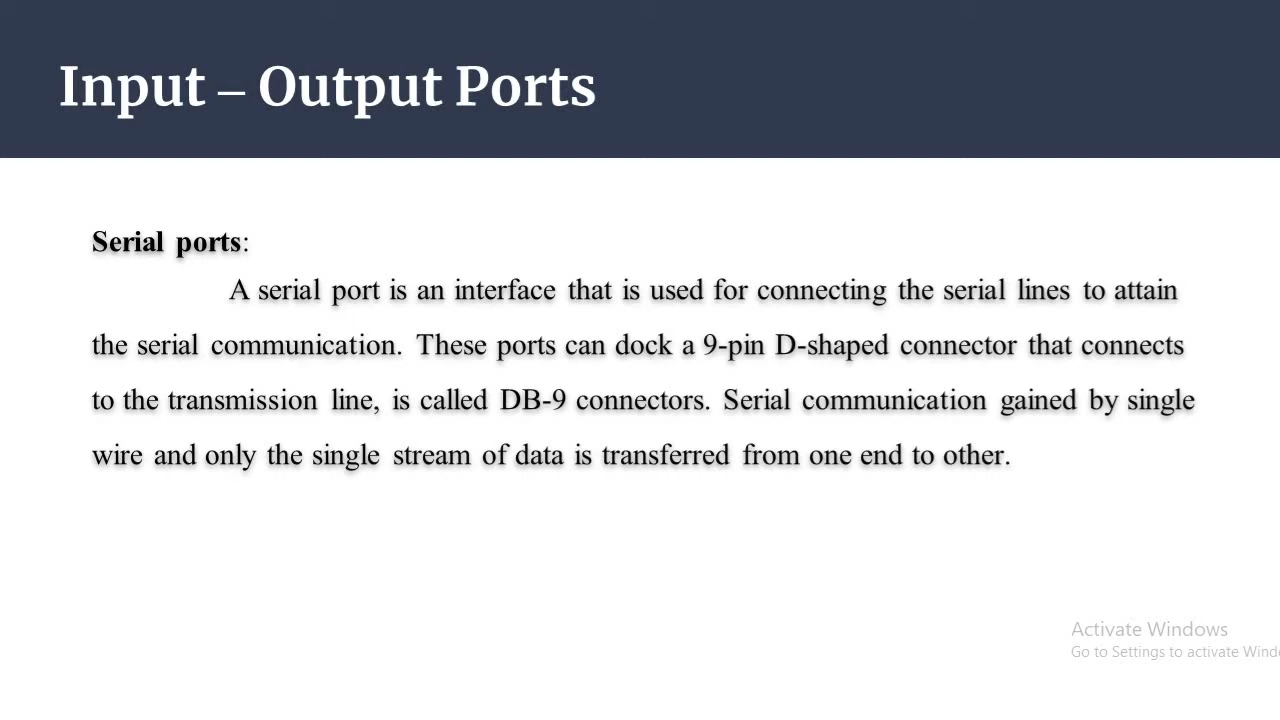 Input – Output Ports
Serial ports:
A serial port is an interface that is used for connecting the serial lines to attain
the serial communication. These ports can dock a 9-pin D-shaped connector that connects
to the transmission line, is called DB-9 connectors. Serial communication gained by single
wire and only the single stream of data is transferred from one end to other.
Activate Windows
Go to Settings to activate Wind